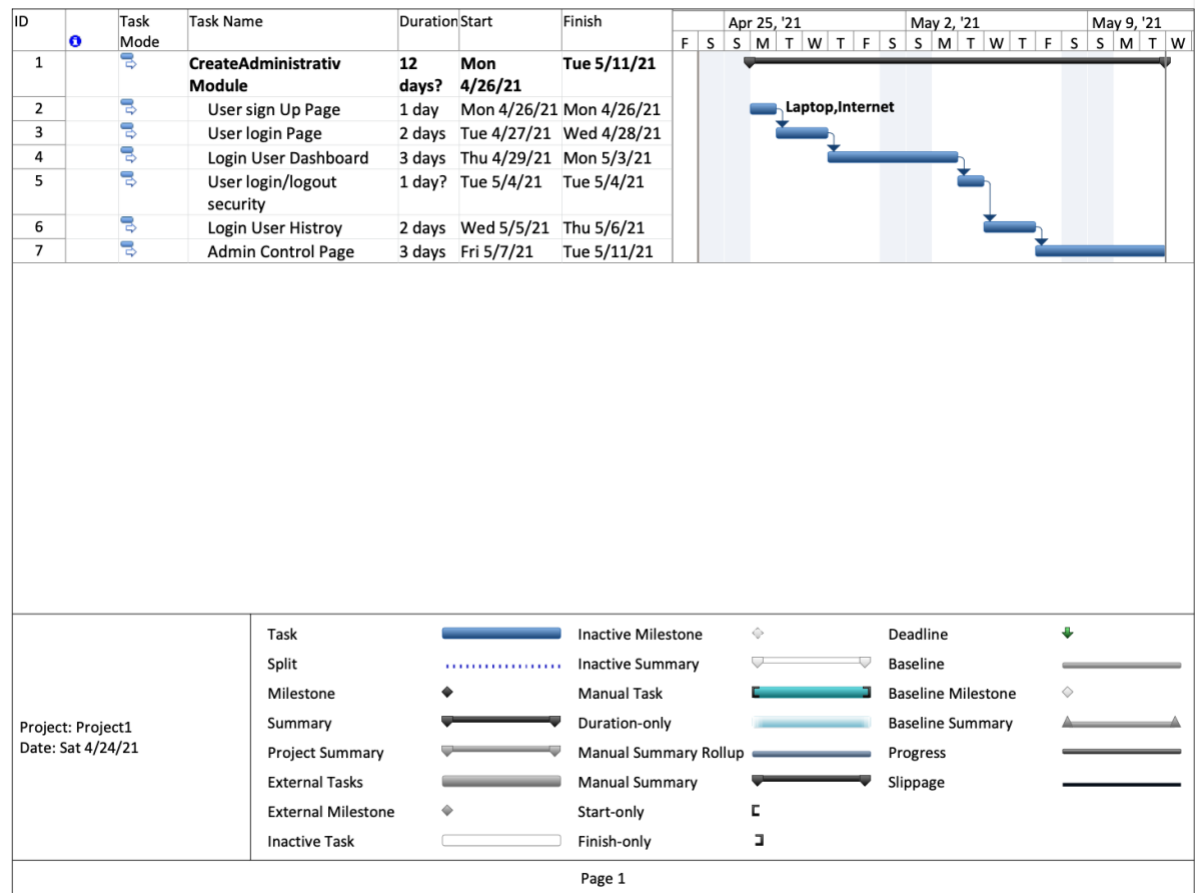 ID Task Mode Task Name Duration Start Finish
Apr 25, '21 May 2, '21 May 9, '21
F S S M T W T F S S M T W T F S S M T W
1 CreateAdministrativ Module 12 days? Mon 4/26/21 Tue 5/11/21
2 User sign Up Page 1 day Mon 4/26/21 Mon 4/26/21 Laptop,Internet
3 User login Page 2 days Tue 4/27/21 Wed 4/28/21
4 Login User Dashboard 3 days Thu 4/29/21 Mon 5/3/21
5 User login/logout security 1 day? Tue 5/4/21 Tue 5/4/21
6 Login User Histroy 2 days Wed 5/5/21 Thu 5/6/21
7 Admin Control Page 3 days Fri 5/7/21 Tue 5/11/21
Project: Project1
Date: Sat 4/24/21
Task
Split
Milestone
Summary
Project Summary
External Tasks
External Milestone
Inactive Task
Inactive Milestone
Inactive Summary
Manual Task
Duration-only
Manual Summary Rollup
Manual Summary
Start-only
Finish-only
Deadline
Baseline
Baseline Milestone
Baseline Summary
Progress
Slippage
Page 1